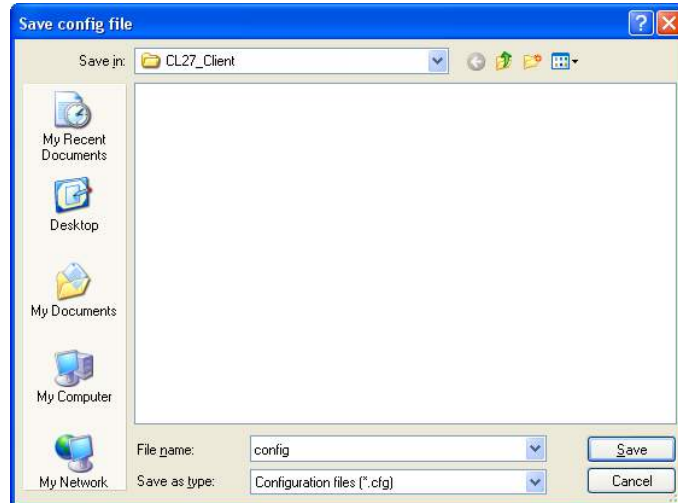 Save config file
Save in: CL27_Client
My Recent
Documents
Desktop
My Documents
My Computer
My Network
File name: config Save
Save as type: Configuration files (*.cfg) Cancel